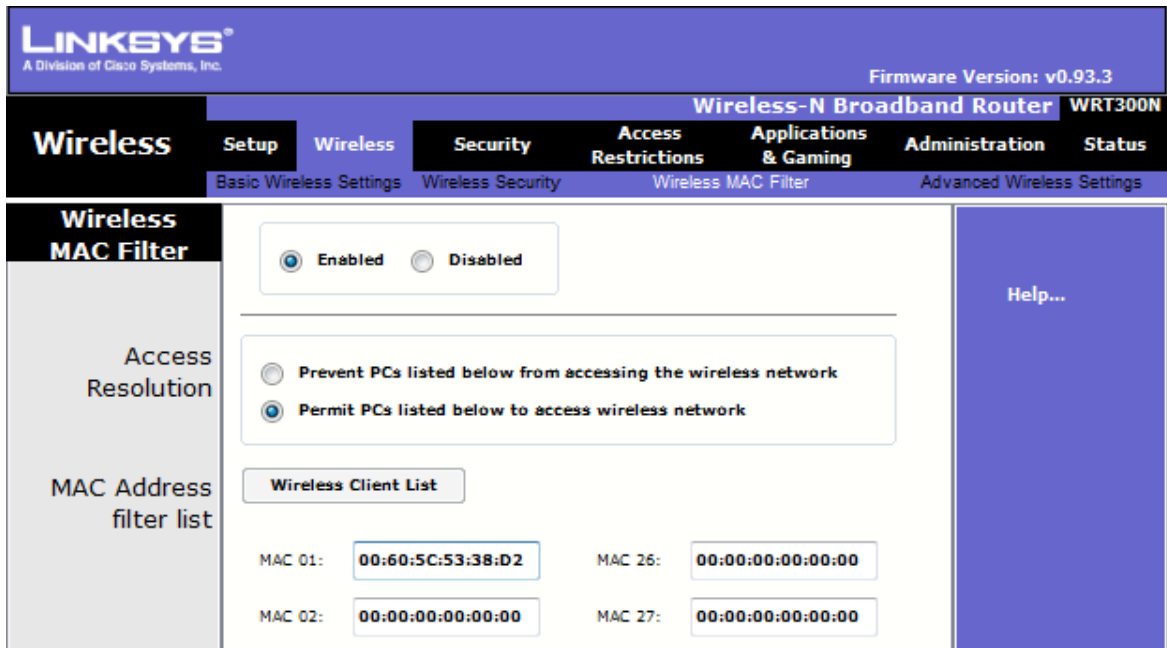 LINKSYS®
A Division of Cisco Systems, Inc.
Firmware Version: v0.93.3
Wireless-N Broadband Router WRT300N
Wireless
Setup Wireless Security Access Restrictions Applications & Gaming Administration Status
Basic Wireless Settings Wireless Security Wireless MAC Filter Advanced Wireless Settings
Wireless
MAC Filter
Enabled Disabled
Help...
Access
Resolution
Prevent PCs listed below from accessing the wireless network
Permit PCs listed below to access wireless network
MAC Address
filter list
Wireless Client List
MAC 01: 00:60:5C:53:38:D2 MAC 26: 00:00:00:00:00:00
MAC 02: 00:00:00:00:00:00 MAC 27: 00:00:00:00:00:00